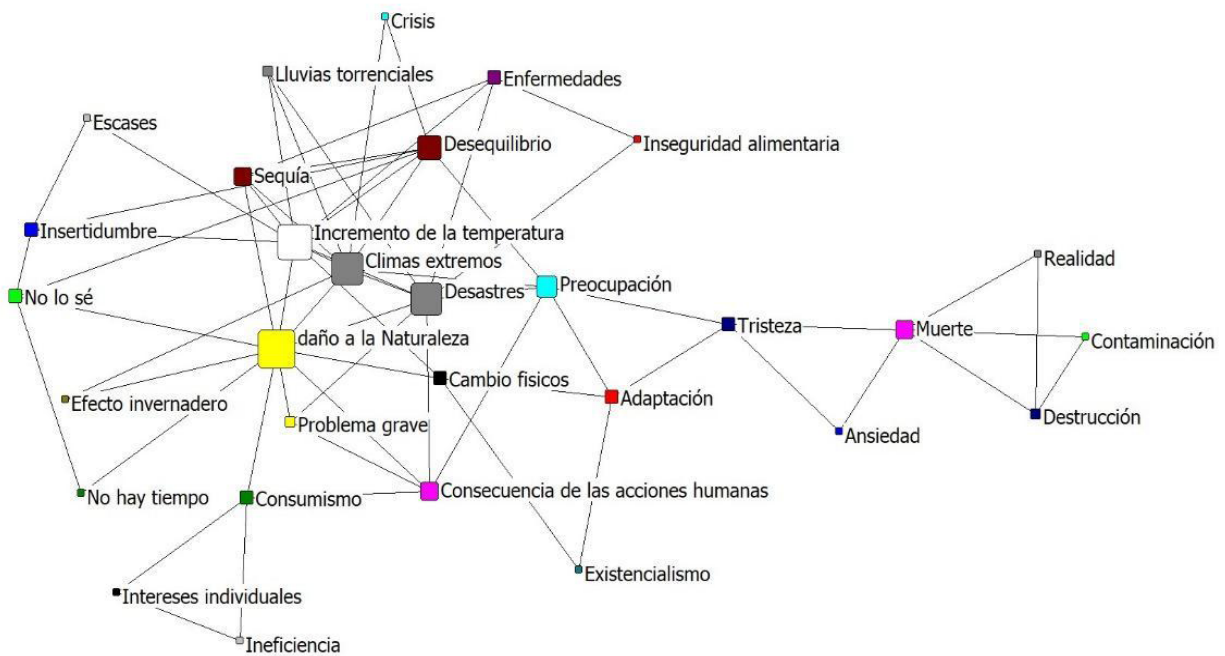 Crisis
Lluvias torrenciales
Enfermedades
Escases
Desequilibrio
Inseguridad alimentaria
Sequía
Insertidumbre
Incremento de la temperatura
Climas extremos
Realidad
No lo sé
Desastres
Preocupación
Tristeza
Muerte
Contaminación
daño a la Naturaleza
Cambio fisicos
Efecto invernadero
Adaptación
Problema grave
Destrucción
Ansiedad
No hay tiempo
Consumismo
Consecuencia de las acciones humanas
Existencialismo
Intereses individuales
Ineficiencia